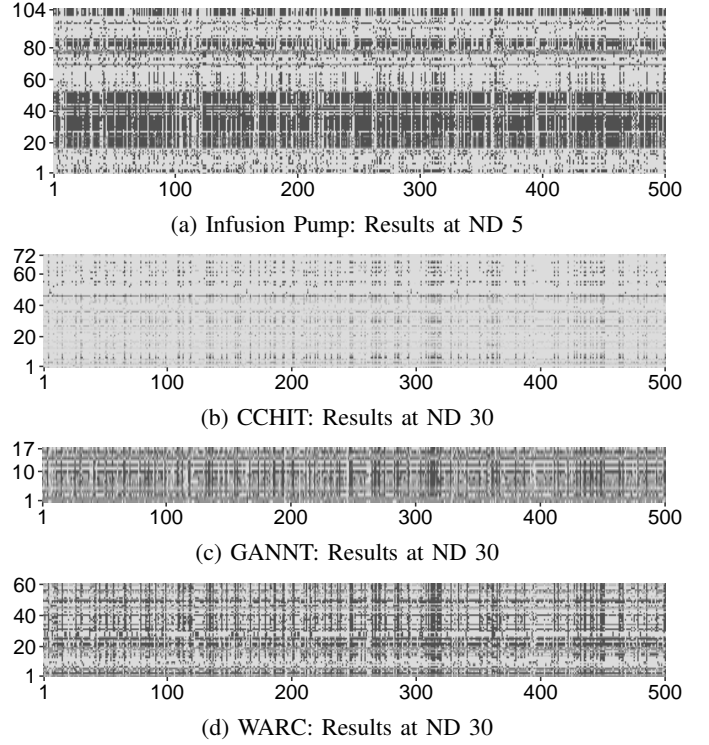 104
80
60
40
20
1
1 100 200 300 400 500
(a) Infusion Pump: Results at ND 5
72
60
40
20
1
1 100 200 300 400 500
(b) CCHIT: Results at ND 30
17
10
1
1 100 200 300 400 500
(c) GANNT: Results at ND 30
60
40
20
1
1 100 200 300 400 500
(d) WARC: Results at ND 30